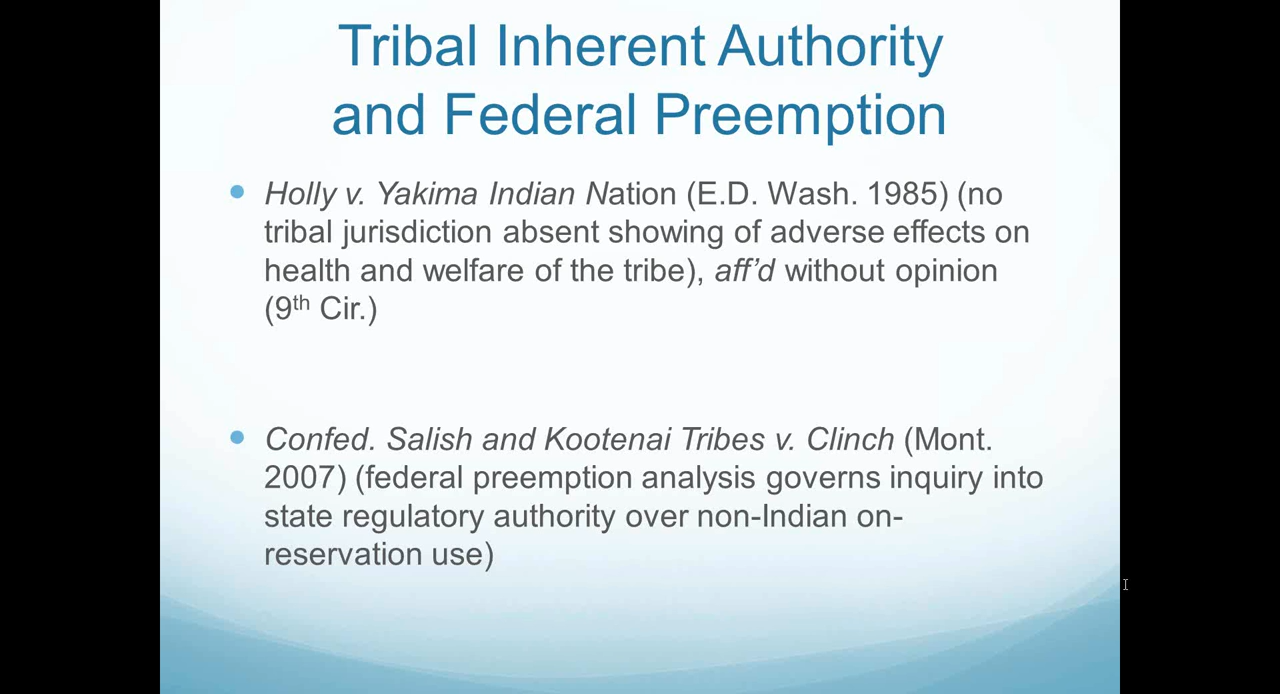 Tribal Inherent Authority
and Federal Preemption
• Holly v. Yakima Indian Nation (E.D. Wash. 1985) (no
tribal jurisdiction absent showing of adverse effects on
health and welfare of the tribe), aff’d without opinion
(9th Cir.)
• Confed. Salish and Kootenai Tribes v. Clinch (Mont.
2007) (federal preemption analysis governs inquiry into
state regulatory authority over non-Indian on-
reservation use)